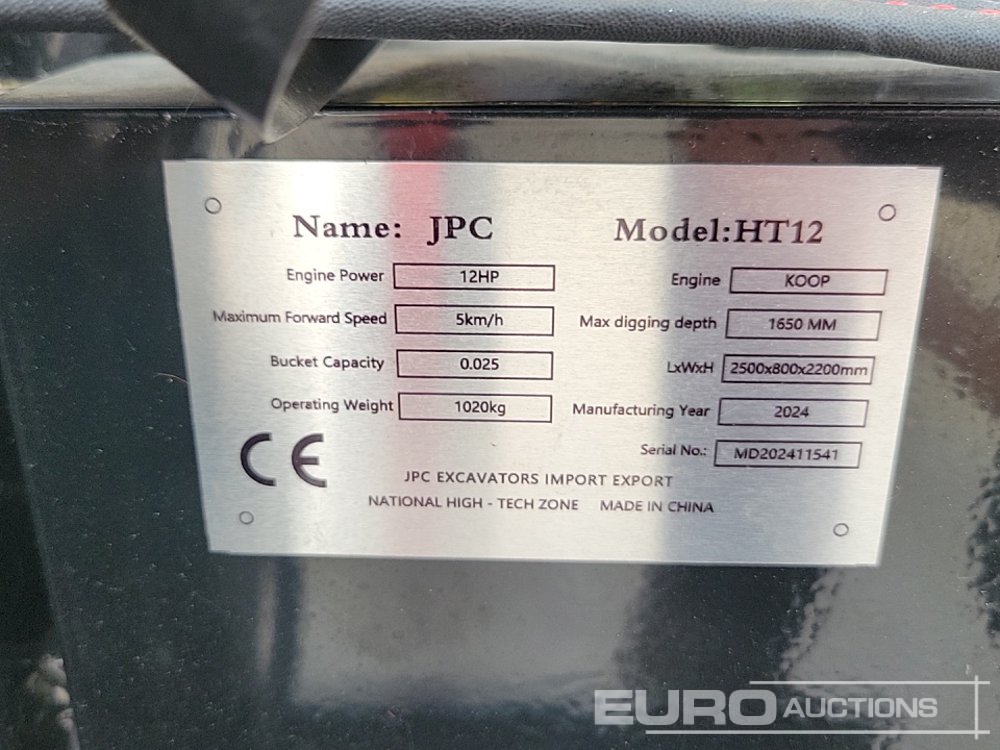 Name: JPC
Model:HT12
Engine Power 12HP
Engine KOOP
Maximum Forward Speed 5km/h
Max digging depth 1650 MM
Bucket Capacity 0.025
LxWxH 2500x800x2200mm
Operating Weight 1020kg
Manufacturing Year 2024
Serial No.: MD202411541
CE
JPC EXCAVATORS IMPORT EXPORT
NATIONAL HIGH - TECH ZONE MADE IN CHINA
EURO AUCTIONS